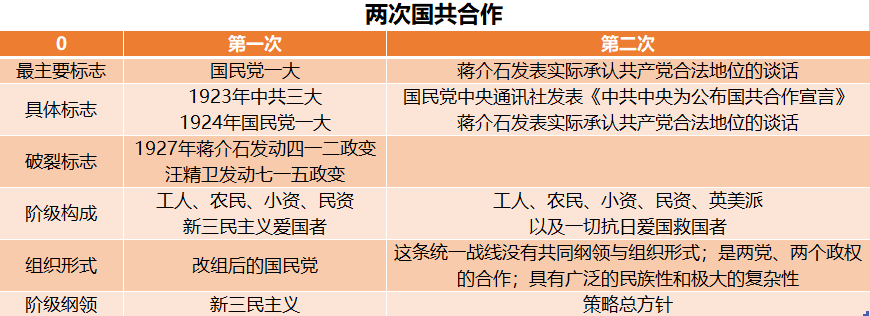 两次国共合作
0 第一次 第二次
最主要标志 国民党一大 蒋介石发表实际承认共产党合法地位的谈话
具体标志
1923年中共三大
1924年国民党一大
国民党中央通讯社发表《中共中央为公布国共合作宣言》
蒋介石发表实际承认共产党合法地位的谈话
破裂标志
1927年蒋介石发动四一二政变
汪精卫发动七一五政变
阶级构成
工人、农民、小资、民资
新三民主义爱国者
工人、农民、小资、民资、英美派
以及一切抗日爱国救国者
组织形式
改组后的国民党
这条统一战线没有共同纲领与组织形式；是两党、两个政权
的合作；具有广泛的民族性和极大的复杂性
阶级纲领 新三民主义 策略总方针